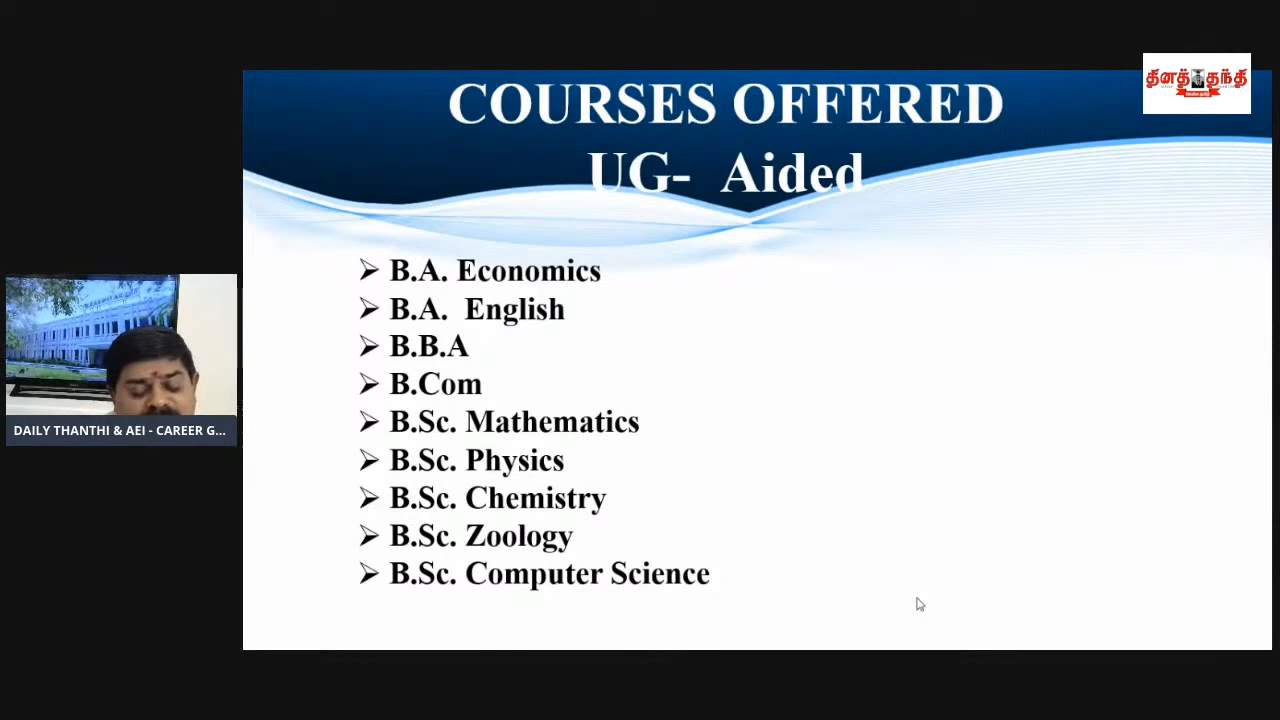 தினத்தந்தி
COURSES OFFERED
UG- Aided
➢ B.A. Economics
➢ B.A. English
➢ B.B.A
➢ B.Com
➢ B.Sc. Mathematics
➢ B.Sc. Physics
➢ B.Sc. Chemistry
➢ B.Sc. Zoology
➢ B.Sc. Computer Science
DAILY THANTHI & AEI - CAREER G...